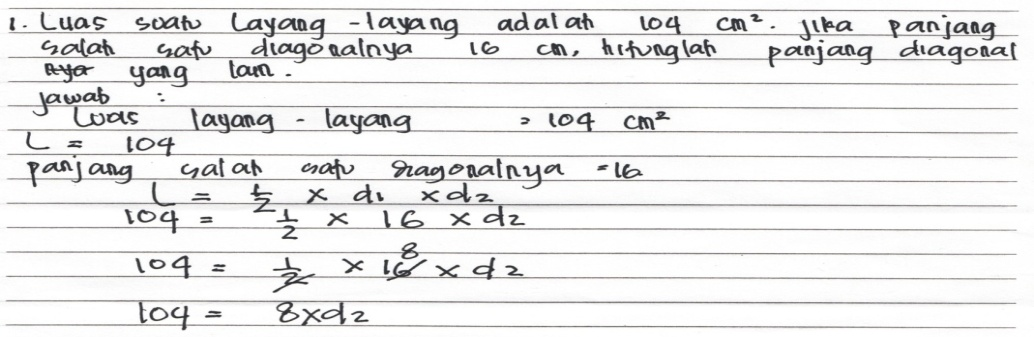 1. Luas suatu Layang - layang adalah 104 cm². Jika panjang
salah satu diagonalnya 16 cm, hitunglah panjang diagonal
nya yang lain.
jawab :
Luas layang - layang = 104 cm²
L = 104
panjang salah satu diagonalnya = 16
L = 1/2 x d1 x d2
104 = 1/2 x 16 x d2
104 = 1/2 x 16 8 x d2
104 = 8xd2